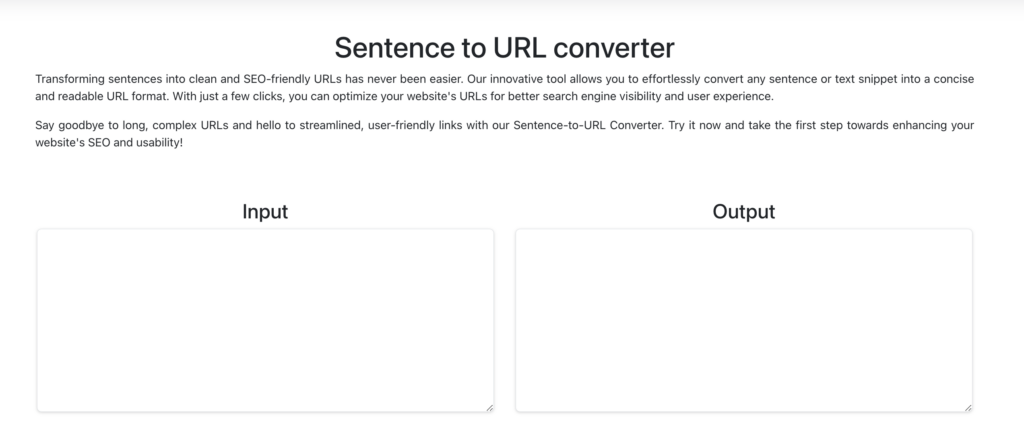 Sentence to URL converter
Transforming sentences into clean and SEO-friendly URLs has never been easier. Our innovative tool allows you to effortlessly convert any sentence or text snippet into a concise
and readable URL format. With just a few clicks, you can optimize your website's URLs for better search engine visibility and user experience.
Say goodbye to long, complex URLs and hello to streamlined, user-friendly links with our Sentence-to-URL Converter. Try it now and take the first step towards enhancing your
website's SEO and usability!
Input
Output